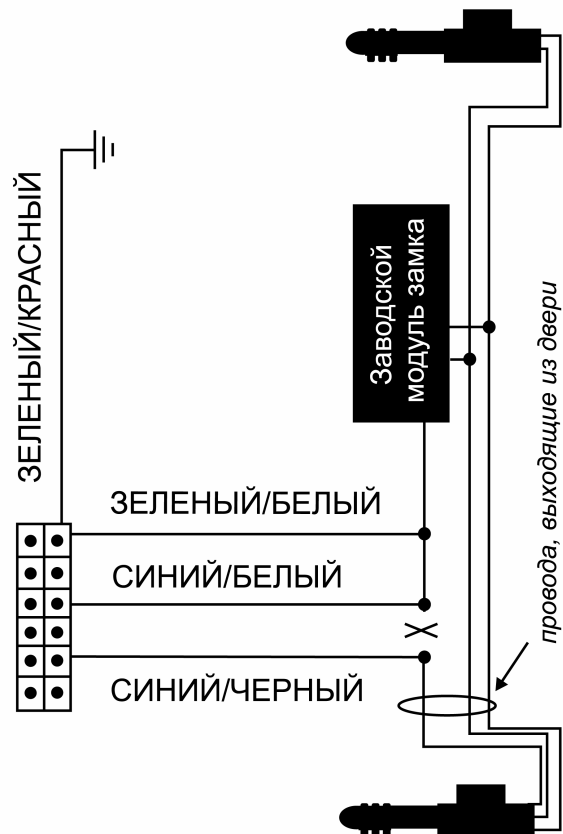 ЗЕЛЕНЫЙ/КРАСНЫЙ
Заводской
модуль замка
провода, выходящие из двери
ЗЕЛЕНЫЙ/БЕЛЫЙ
СИНИЙ/БЕЛЫЙ
СИНИЙ/ЧЕРНЫЙ